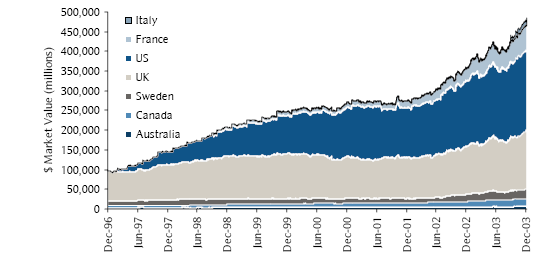 $ Market Value (millions)
500,000
450,000
400,000
350,000
300,000
250,000
200,000
150,000
100,000
50,000
0
Italy
France
US
UK
Sweden
Canada
Australia
Dec-96
Jun-97
Dec-97
Jun-98
Dec-98
Jun-99
Dec-99
Jun-00
Dec-00
Jun-01
Dec-01
Jun-02
Dec-02
Jun-03
Dec-03